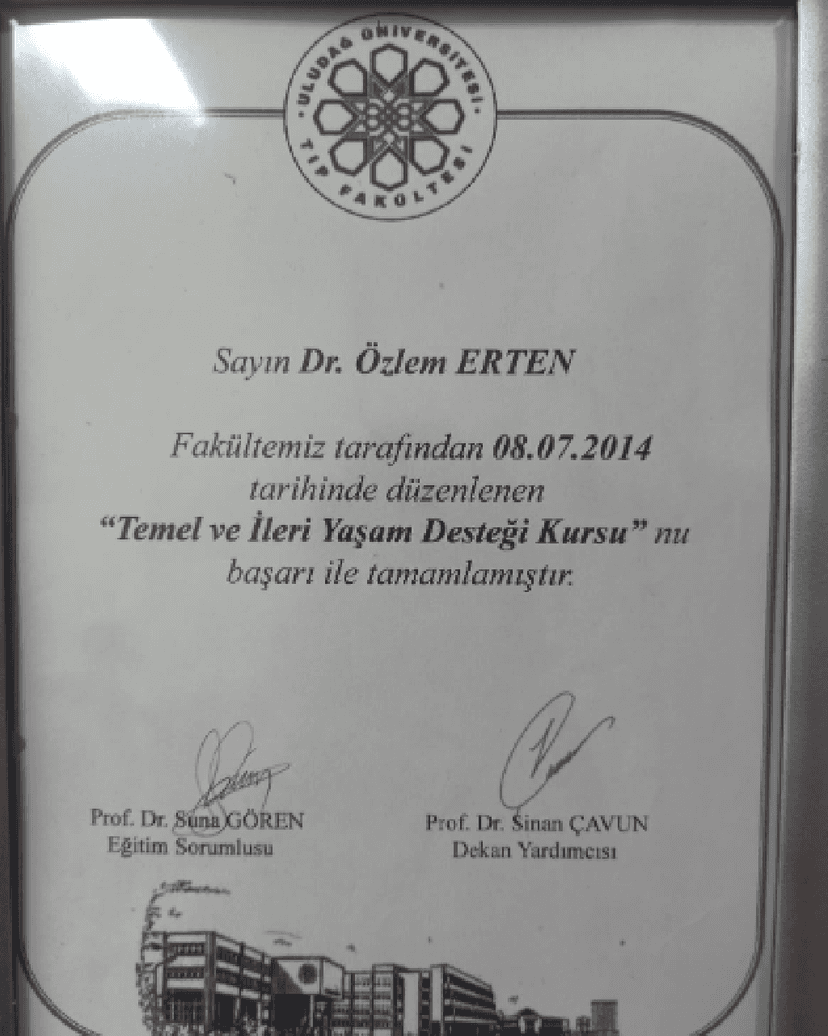 ULUDAĞ ÜNİVERSİTESİ
TIP FAKÜLTESİ
Sayın Dr. Özlem ERTEN
Fakültemiz tarafından 08.07.2014
tarihinde düzenlenen
“Temel ve İleri Yaşam Desteği Kursu” nu
başarı ile tamamlamıştır.
Prof. Dr. Suna GÖREN
Eğitim Sorumlusu
Prof. Dr. Sinan ÇAVUN
Dekan Yardımcısı